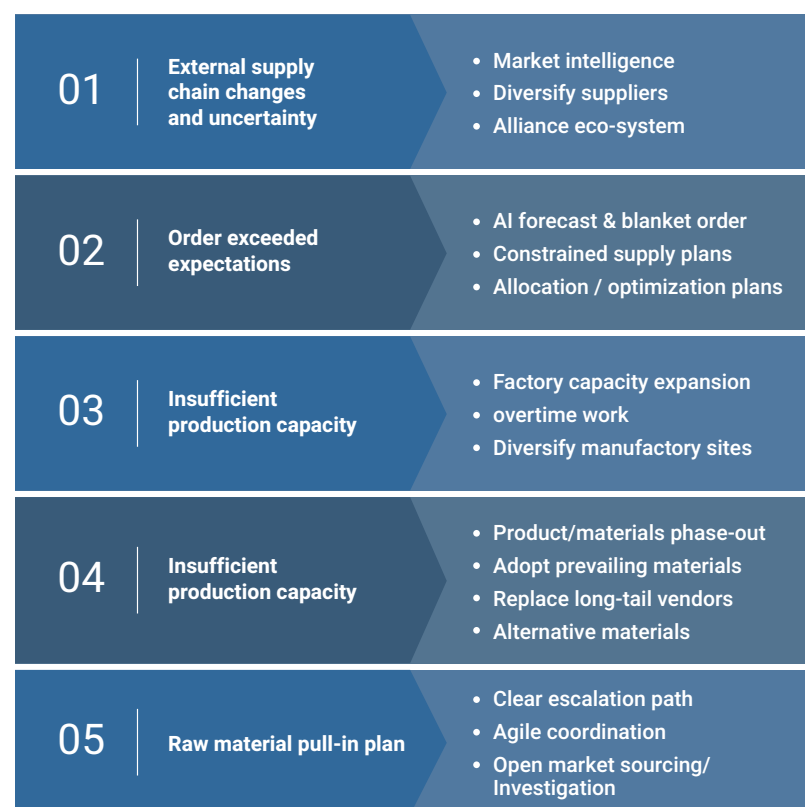 01
External supply
chain changes
and uncertainty
• Market intelligence
• Diversify suppliers
• Alliance eco-system
02
Order exceeded
expectations
• AI forecast & blanket order
• Constrained supply plans
• Allocation / optimization plans
03
Insufficient
production capacity
• Factory capacity expansion
• overtime work
• Diversify manufactory sites
04
Insufficient
production capacity
• Product/materials phase-out
• Adopt prevailing materials
• Replace long-tail vendors
• Alternative materials
05
Raw material pull-in plan
• Clear escalation path
• Agile coordination
• Open market sourcing/
Investigation